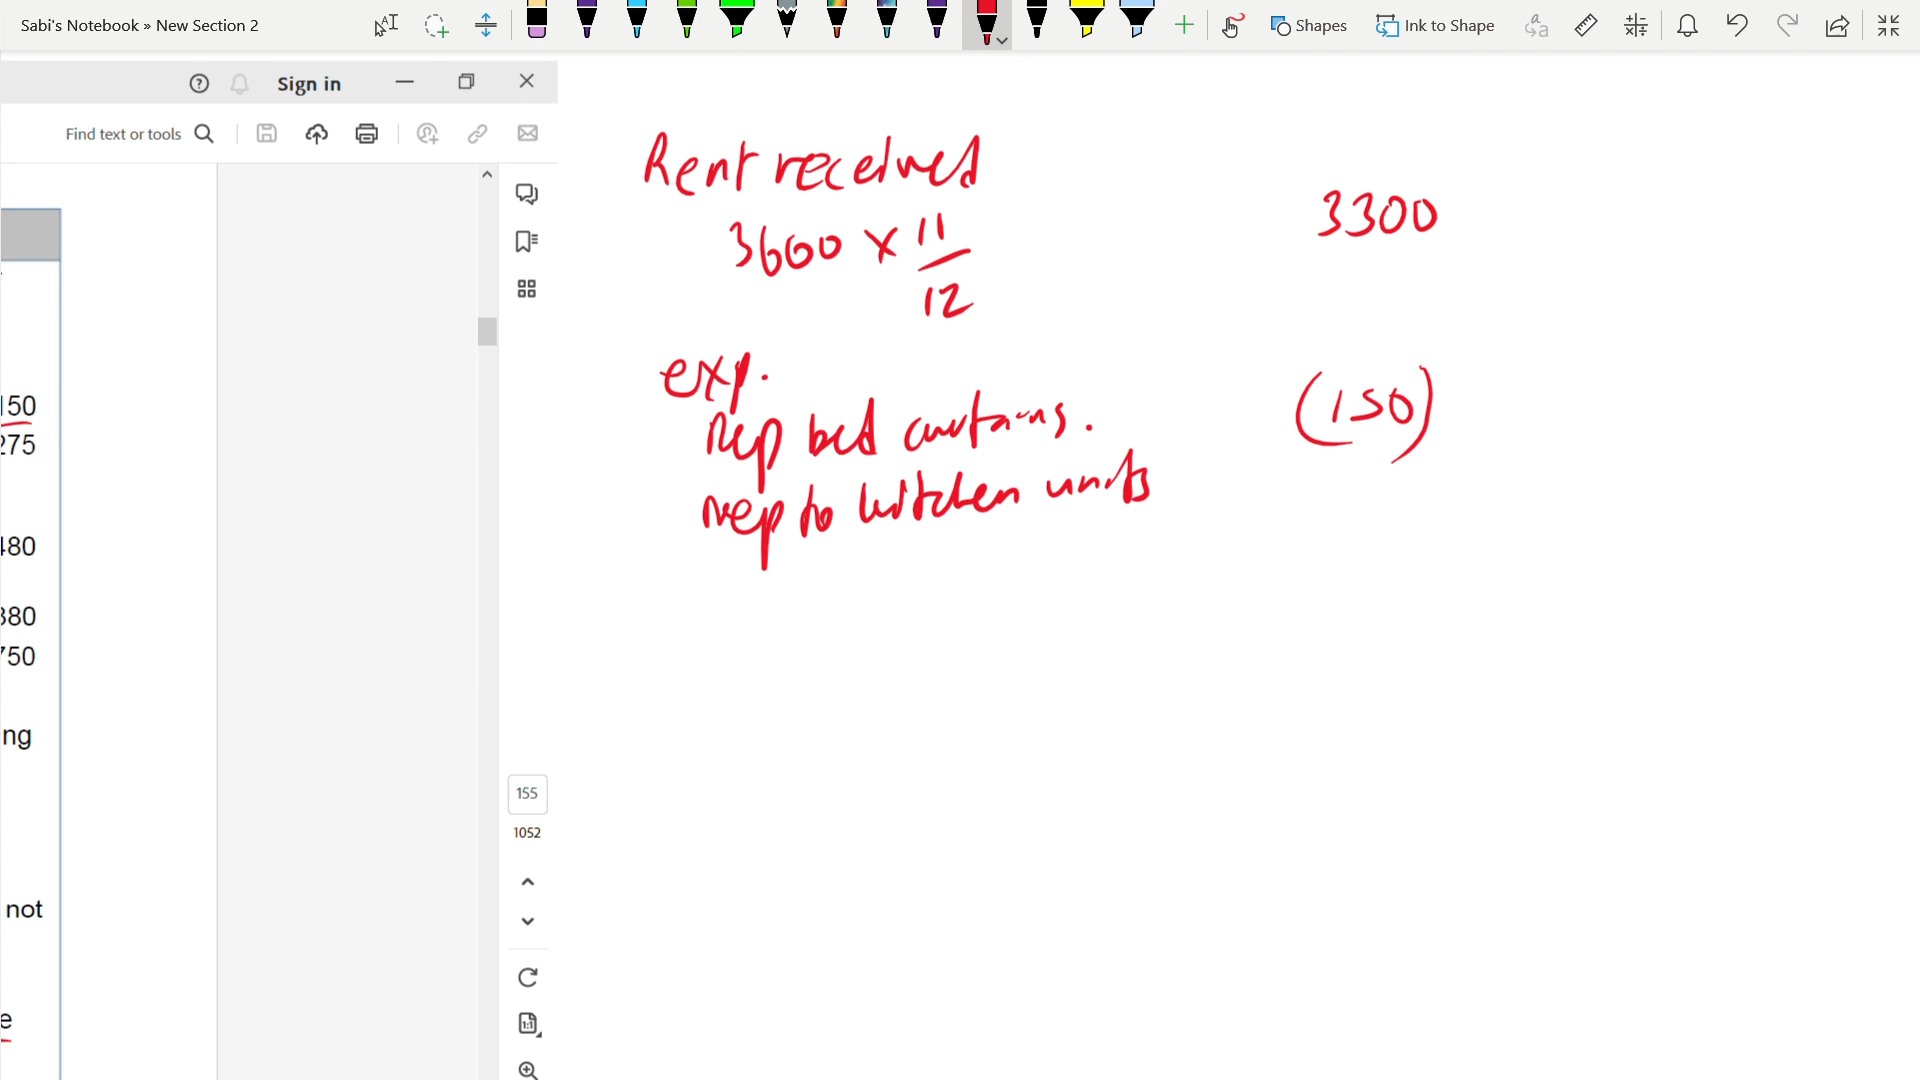 Sabi's Notebook » New Section 2
Shapes
Ink to Shape
Sign in
Find text or tools
150
275
480
380
750
ng
not
e
155
1052
Rent received
3600 x 11
12
3300
exp.
Rep bed curtains.
(150)
rep to kitchen units